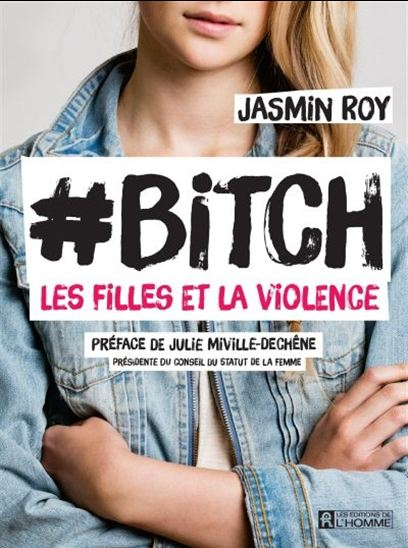 JASMIN ROY
#BITCH
LES FILLES ET LA VIOLENCE
PRÉFACE DE JULIE MIVILLE-DECHÊNE
PRÉSIDENTE DU CONSEIL DU STATUT DE LA FEMME
LES ÉDITIONS DE
L'HOMME